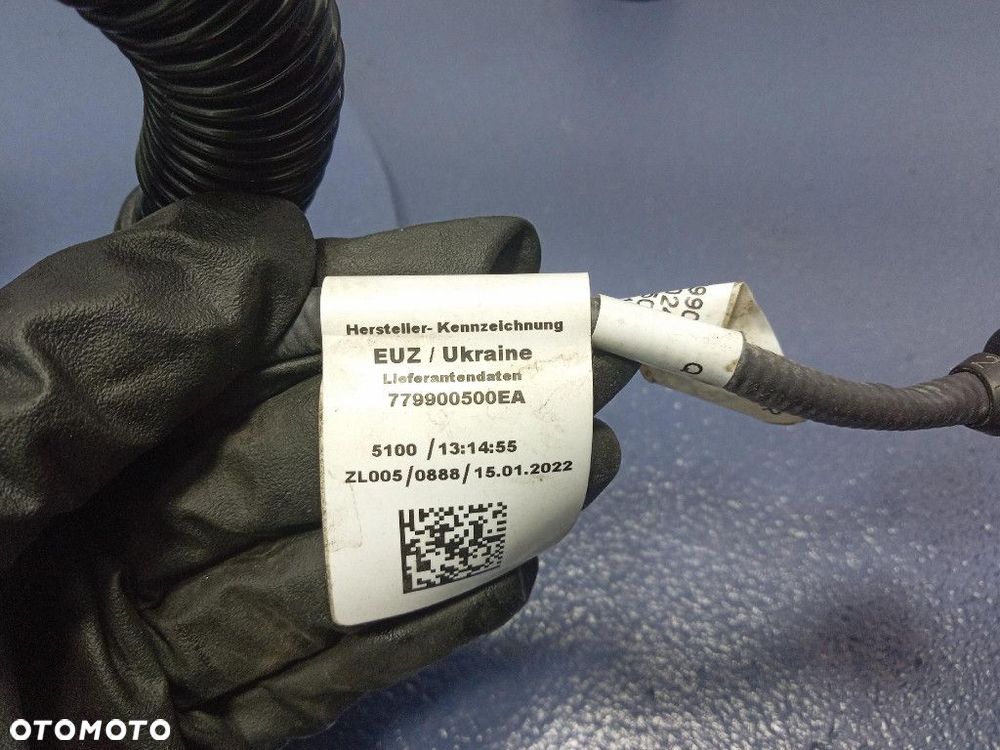 Hersteller- Kennzeichnung
EUZ / Ukraine
Lieferantendaten
779900500EA
5100 /13:14:55
ZL005/0888/15.01.2022
OTOMOTO